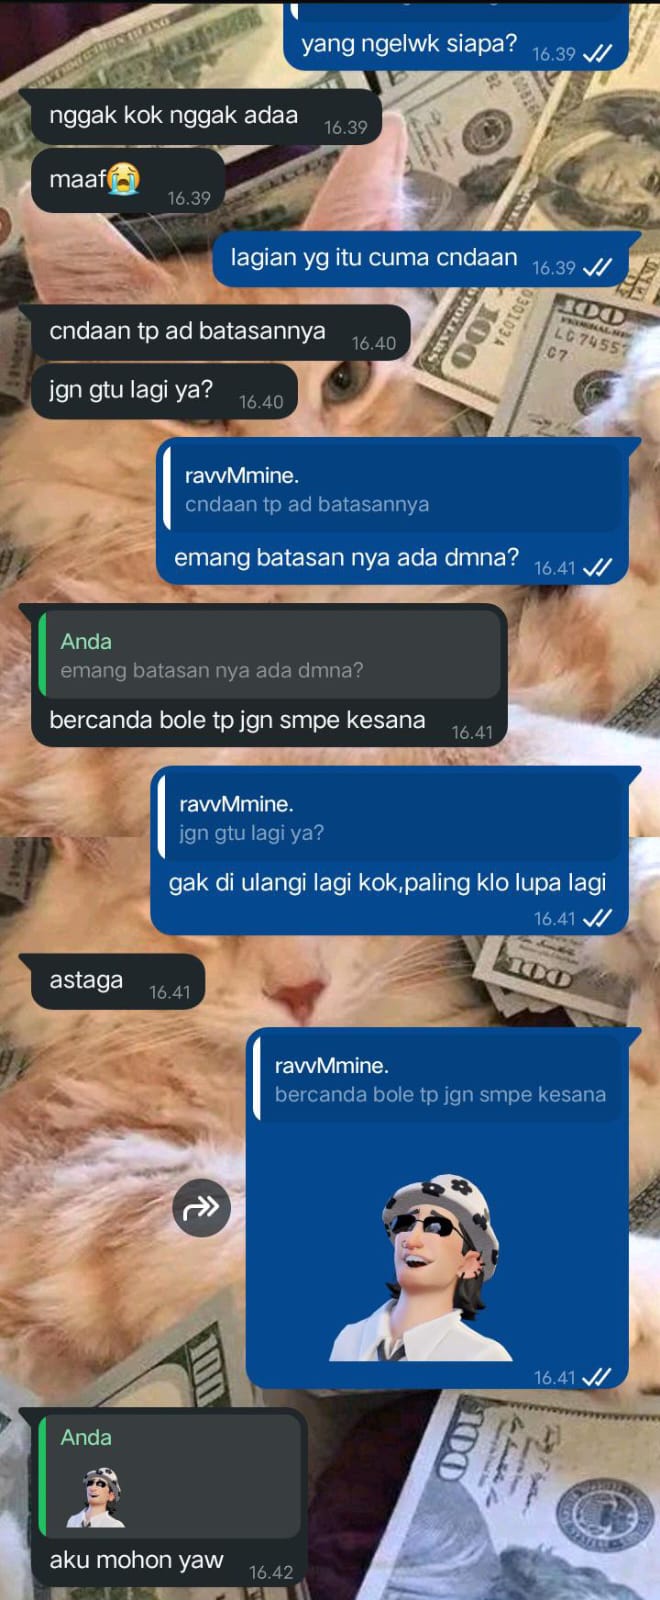 yang ngelwk siapa? 16.39
nggak kok nggak adaa 16.39
maaf😭 16.39
lagian yg itu cuma cndaan 16.39
cndaan tp ad batasannya 16.40
jgn gtu lagi ya? 16.40
ravvMmine.
cndaan tp ad batasannya
emang batasan nya ada dmna? 16.41
Anda
emang batasan nya ada dmna?
bercanda bole tp jgn smpe kesana 16.41
ravvMmine.
jgn gtu lagi ya?
gak di ulangi lagi kok,paling klo lupa lagi
16.41
astaga 16.41
ravvMmine.
bercanda bole tp jgn smpe kesana
16.41
Anda
aku mohon yaw 16.42